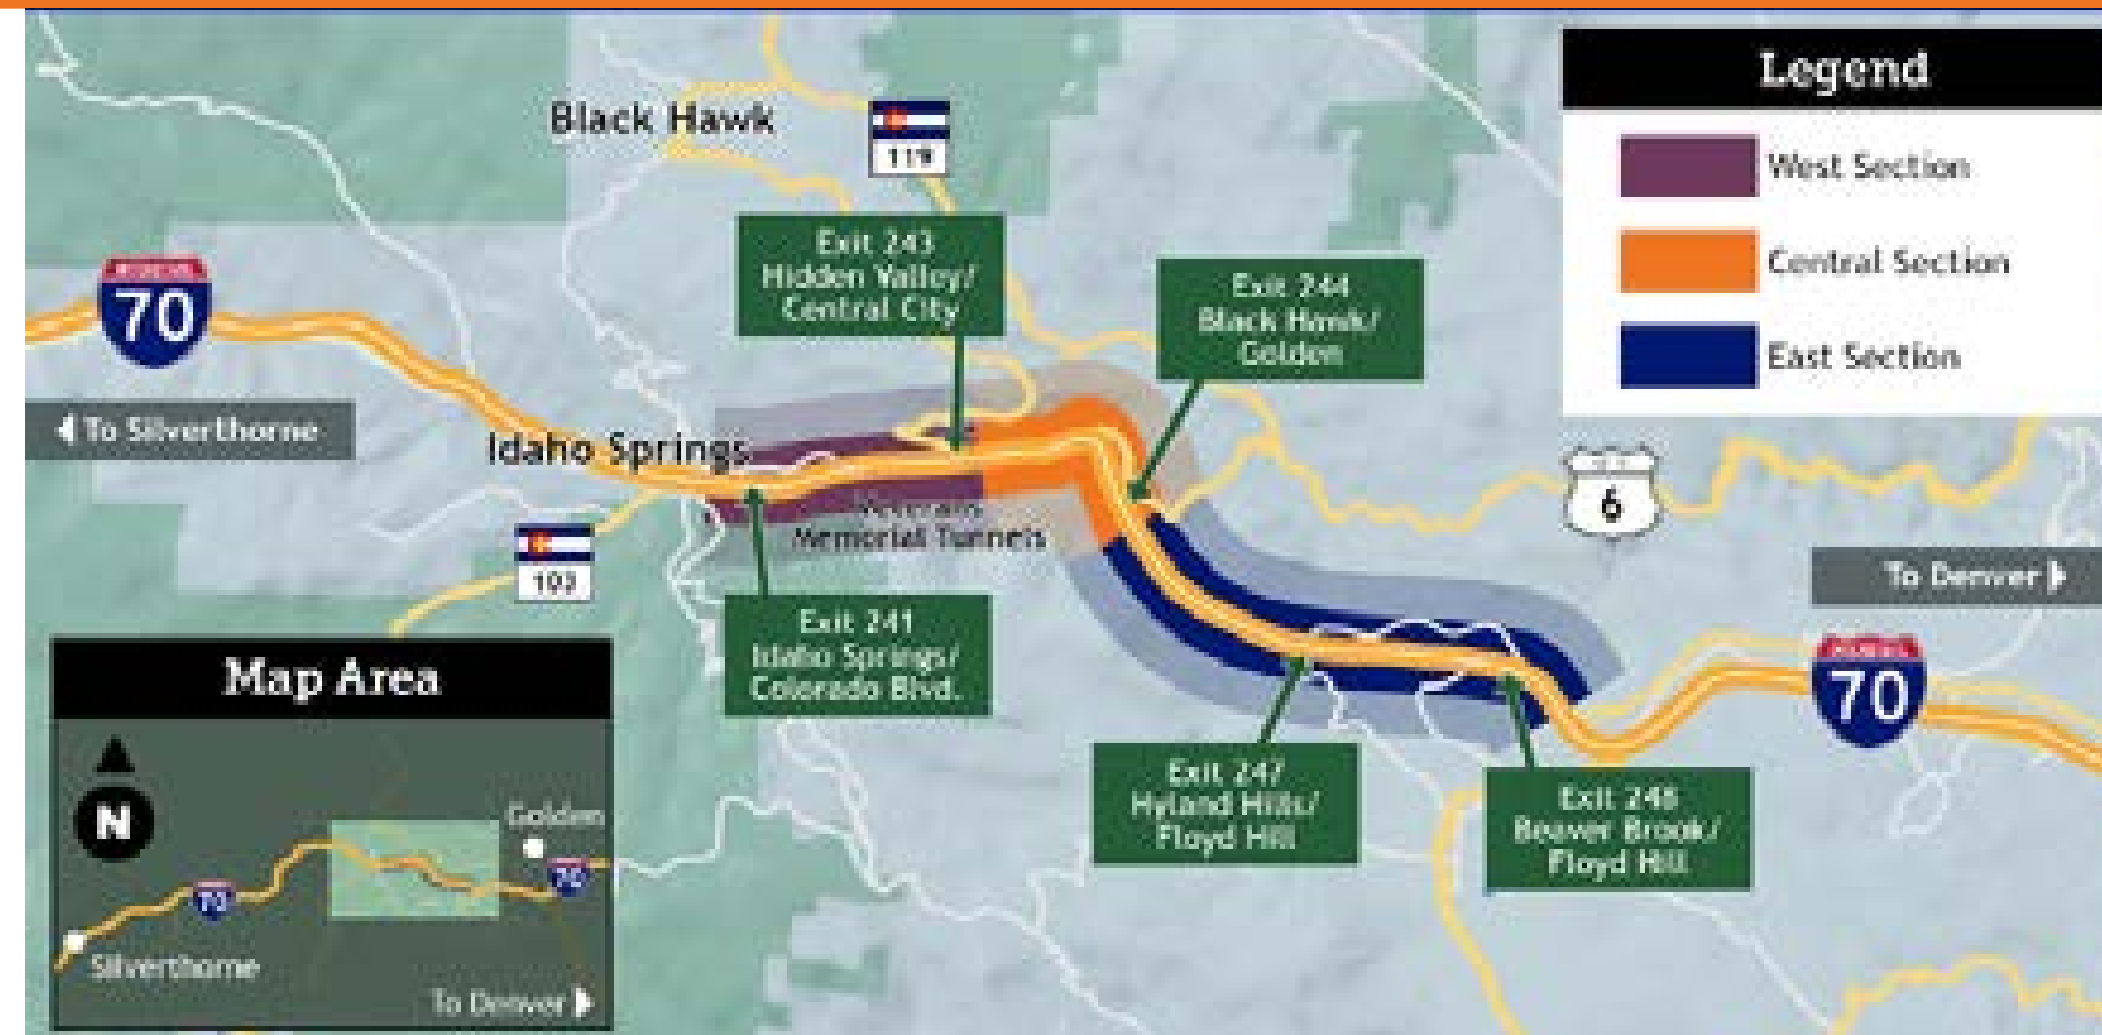 Legend
West Section
Central Section
East Section
Black Hawk
119
Exit 243
Hidden Valley/
Central City
Exit 244
Black Hawk/
Golden
70
To Silverthorne
Idaho Springs
Veterans
Memorial Tunnels
6
To Denver
103
Exit 241
Idaho Springs/
Colorado Blvd.
70
Exit 247
Hyland Hills/
Floyd Hill
Exit 248
Beaver Brook/
Floyd Hill
Map Area
N
Golden
70
70
Silverthorne
To Denver